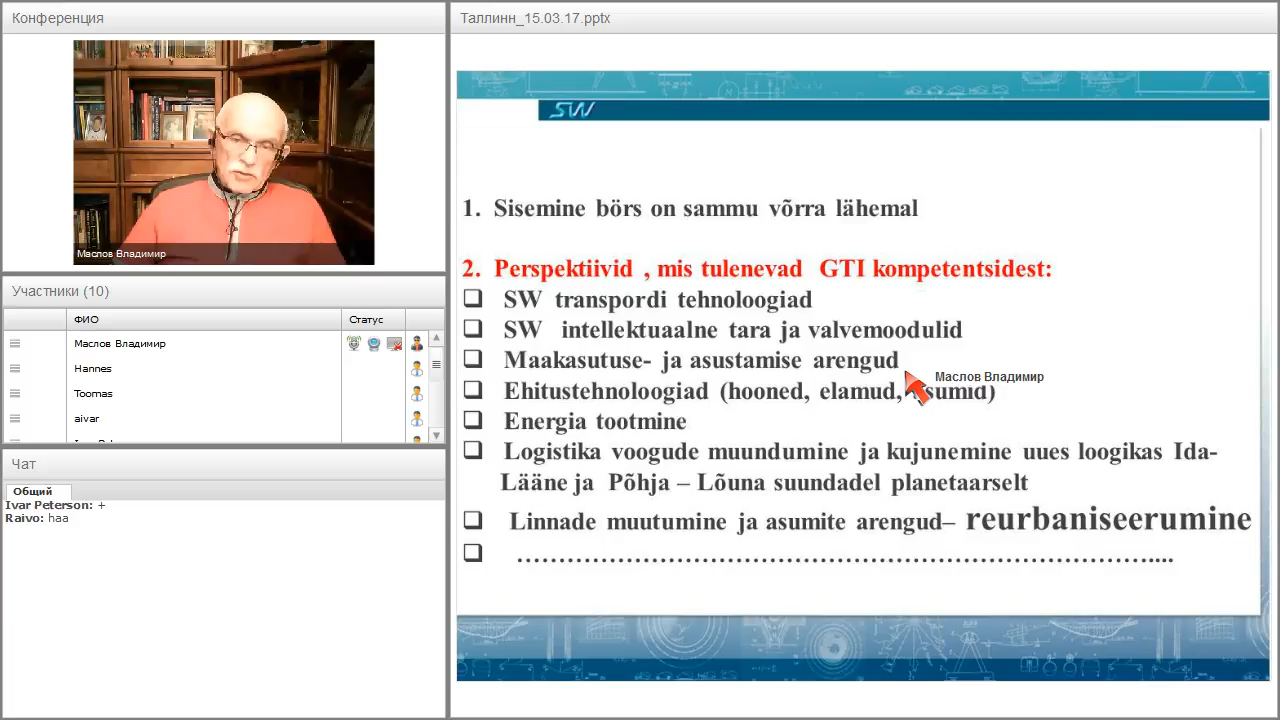 Конференция
Маслов Владимир
Участники (10)
ФИО
Статус
Маслов Владимир
Hannes
Toomas
aivar
Чат
Общий
Ivar Peterson: +
Raivo: haa
Таллинн_15.03.17.pptx
SW
1. Sisemine börs on sammu võrra lähemal
2. Perspektiivid , mis tulenevad GTI kompetentsidest:
❑ SW transpordi tehnoloogiad
❑ SW intellektuaalne tara ja valvemoodulid
❑ Maakasutuse- ja asustamise arengud
Маслов Владимир
❑ Ehitustehnoloogiad (hooned, elamud, asumid)
❑ Energia tootmine
❑ Logistika voogude muundumine ja kujunemine uues loogikas Ida-
Lääne ja Põhja – Lõuna suundadel planetaarselt
❑ Linnade muutumine ja asumite arengud– reurbaniseerumine
❑ …………………………………………………………………....